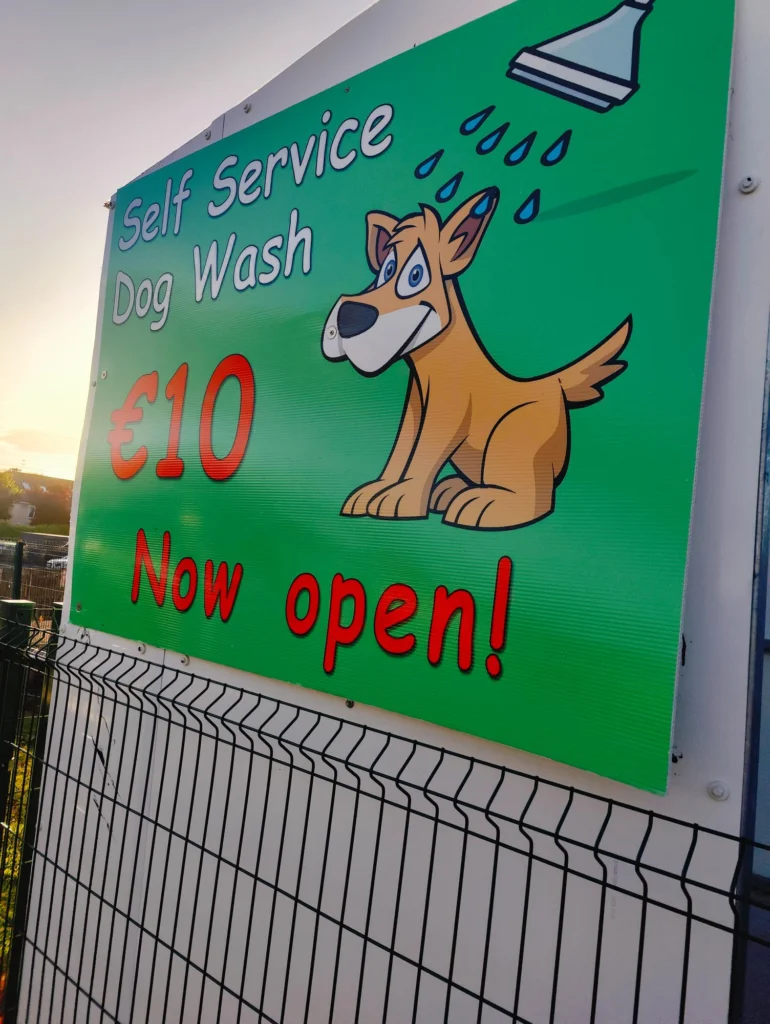 Self Service
Dog Wash
€10
Now open!